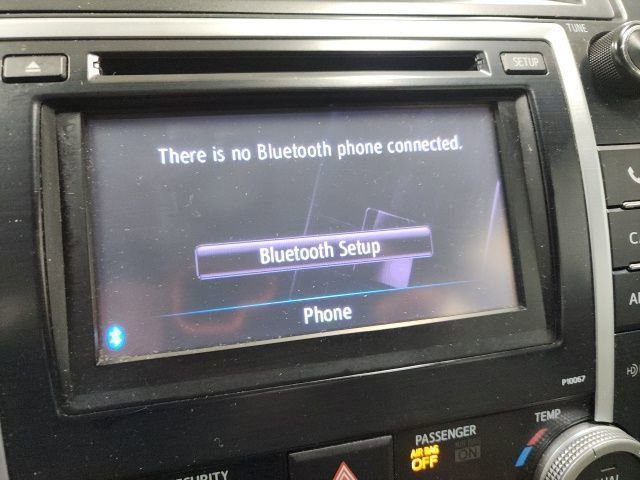 TUNE
SETUP
There is no Bluetooth phone connected.
Bluetooth Setup
Phone
P10067
TEMP
PASSENGER
AIR BAG
OFF
ON